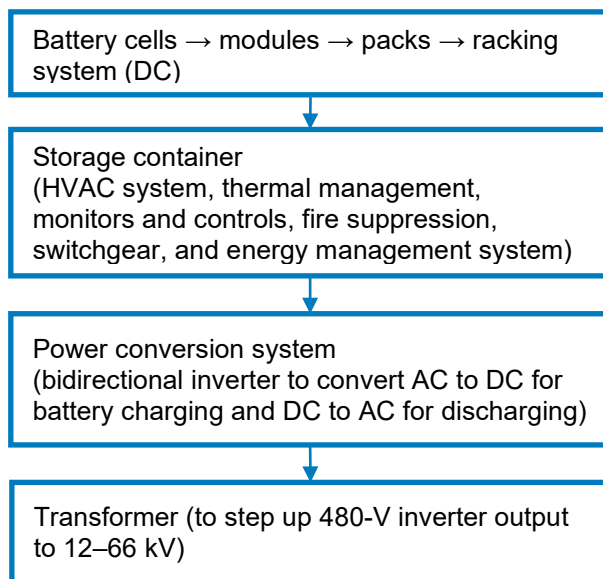 Battery cells → modules → packs → racking
system (DC)
Storage container
(HVAC system, thermal management,
monitors and controls, fire suppression,
switchgear, and energy management system)
Power conversion system
(bidirectional inverter to convert AC to DC for
battery charging and DC to AC for discharging)
Transformer (to step up 480-V inverter output
to 12–66 kV)